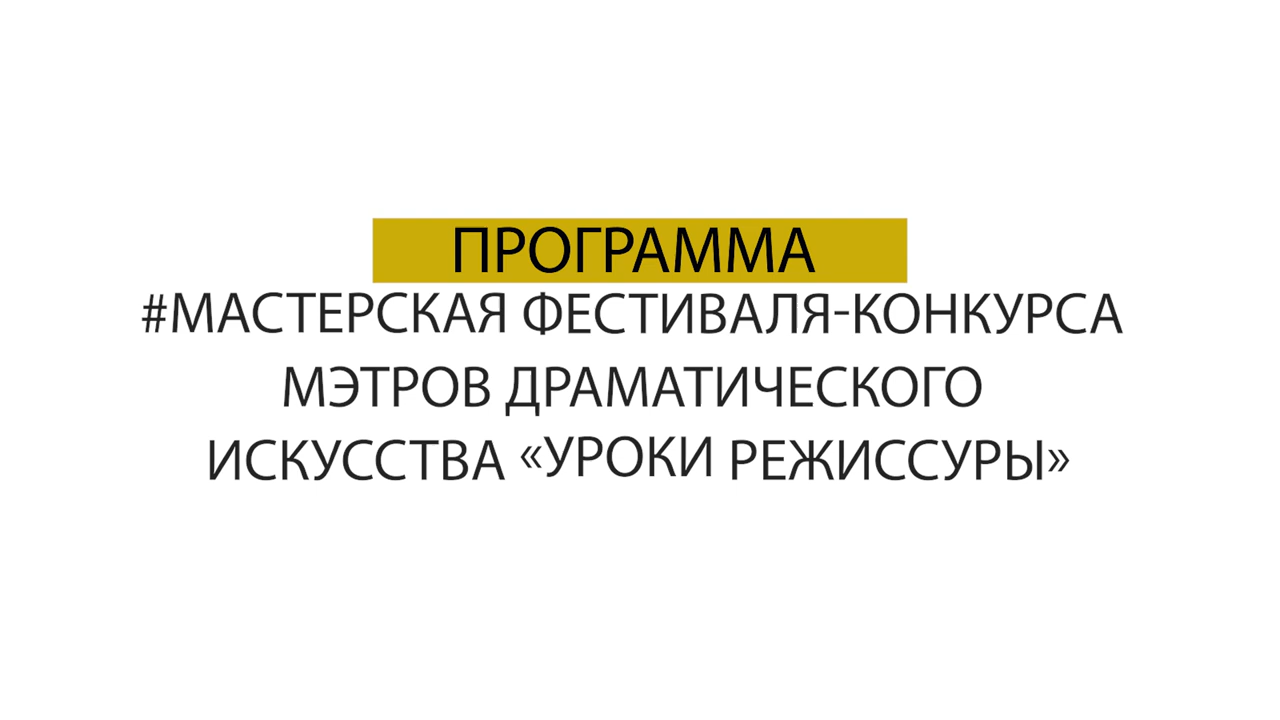 ПРОГРАММА
#МАСТЕРСКАЯ ФЕСТИВАЛЯ-КОНКУРСА
МЭТРОВ ДРАМАТИЧЕСКОГО
ИСКУССТВА «УРОКИ РЕЖИССУРЫ»